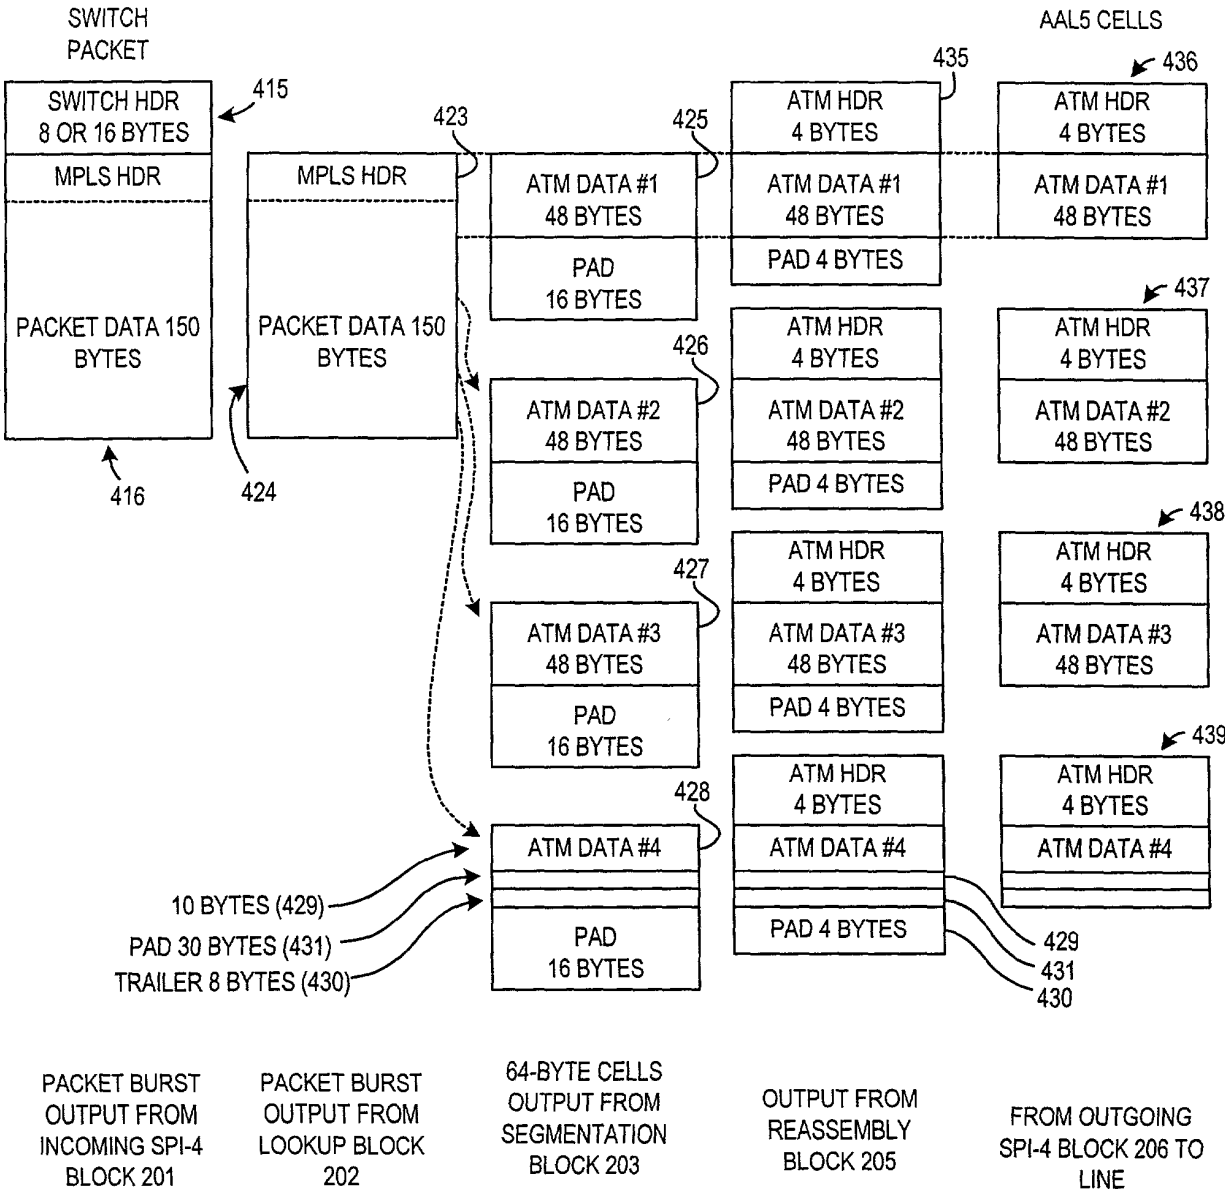 SWITCH
PACKET
AAL5 CELLS
SWITCH HDR
8 OR 16 BYTES
415
MPLS HDR
PACKET DATA 150
BYTES
416
423
MPLS HDR
PACKET DATA 150
BYTES
424
425
ATM DATA #1
48 BYTES
PAD
16 BYTES
426
ATM DATA #2
48 BYTES
PAD
16 BYTES
427
ATM DATA #3
48 BYTES
PAD
16 BYTES
428
ATM DATA #4
PAD
16 BYTES
10 BYTES (429)
PAD 30 BYTES (431)
TRAILER 8 BYTES (430)
435
ATM HDR
4 BYTES
ATM DATA #1
48 BYTES
PAD 4 BYTES
ATM HDR
4 BYTES
ATM DATA #2
48 BYTES
PAD 4 BYTES
ATM HDR
4 BYTES
ATM DATA #3
48 BYTES
PAD 4 BYTES
ATM HDR
4 BYTES
ATM DATA #4
PAD 4 BYTES
429
431
430
436
ATM HDR
4 BYTES
ATM DATA #1
48 BYTES
437
ATM HDR
4 BYTES
ATM DATA #2
48 BYTES
438
ATM HDR
4 BYTES
ATM DATA #3
48 BYTES
439
ATM HDR
4 BYTES
ATM DATA #4
PACKET BURST
OUTPUT FROM
INCOMING SPI-4
BLOCK 201
PACKET BURST
OUTPUT FROM
LOOKUP BLOCK
202
64-BYTE CELLS
OUTPUT FROM
SEGMENTATION
BLOCK 203
OUTPUT FROM
REASSEMBLY
BLOCK 205
FROM OUTGOING
SPI-4 BLOCK 206 TO
LINE